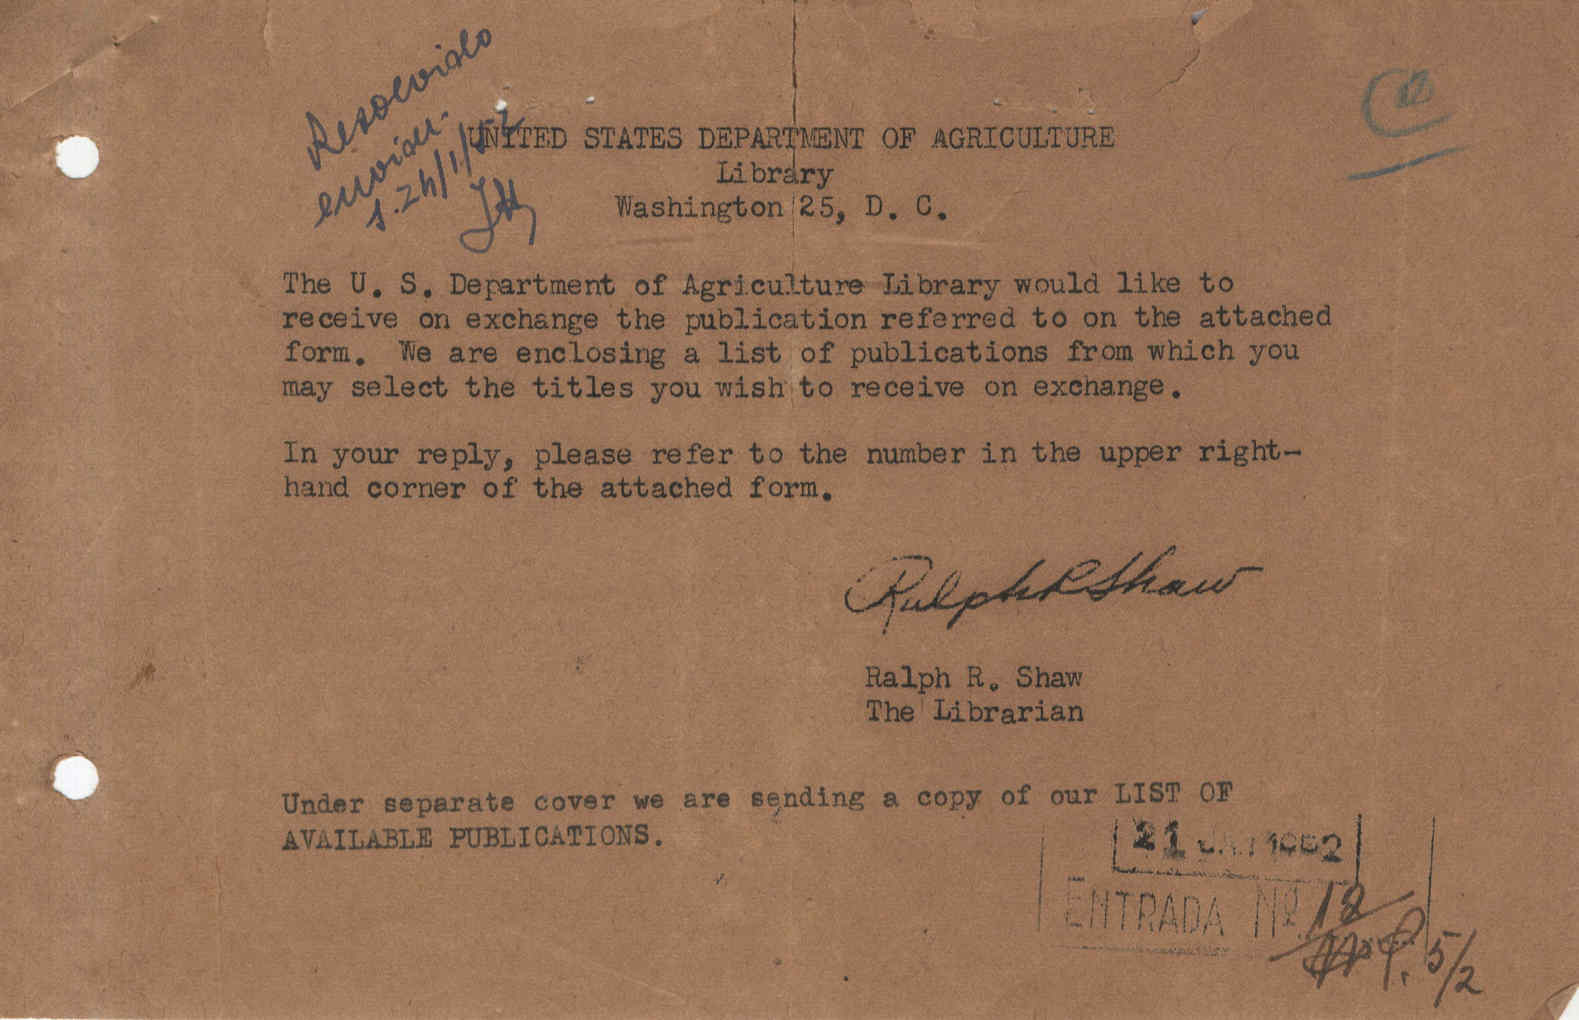 Resolvido
enviar.
UNITED STATES DEPARTMENT OF AGRICULTURE
Library
Washington 25, D. C.
The U. S. Department of Agriculture Library would like to
receive on exchange the publication referred to on the attached
form. We are enclosing a list of publications from which you
may select the titles you wish to receive on exchange.
In your reply, please refer to the number in the upper right-
hand corner of the attached form.
Ralph R Shaw
Ralph R. Shaw
The Librarian
Under separate cover we are sending a copy of our LIST OF
AVAILABLE PUBLICATIONS.
21 JAN 1952
ENTRADA Nº 18
5/2